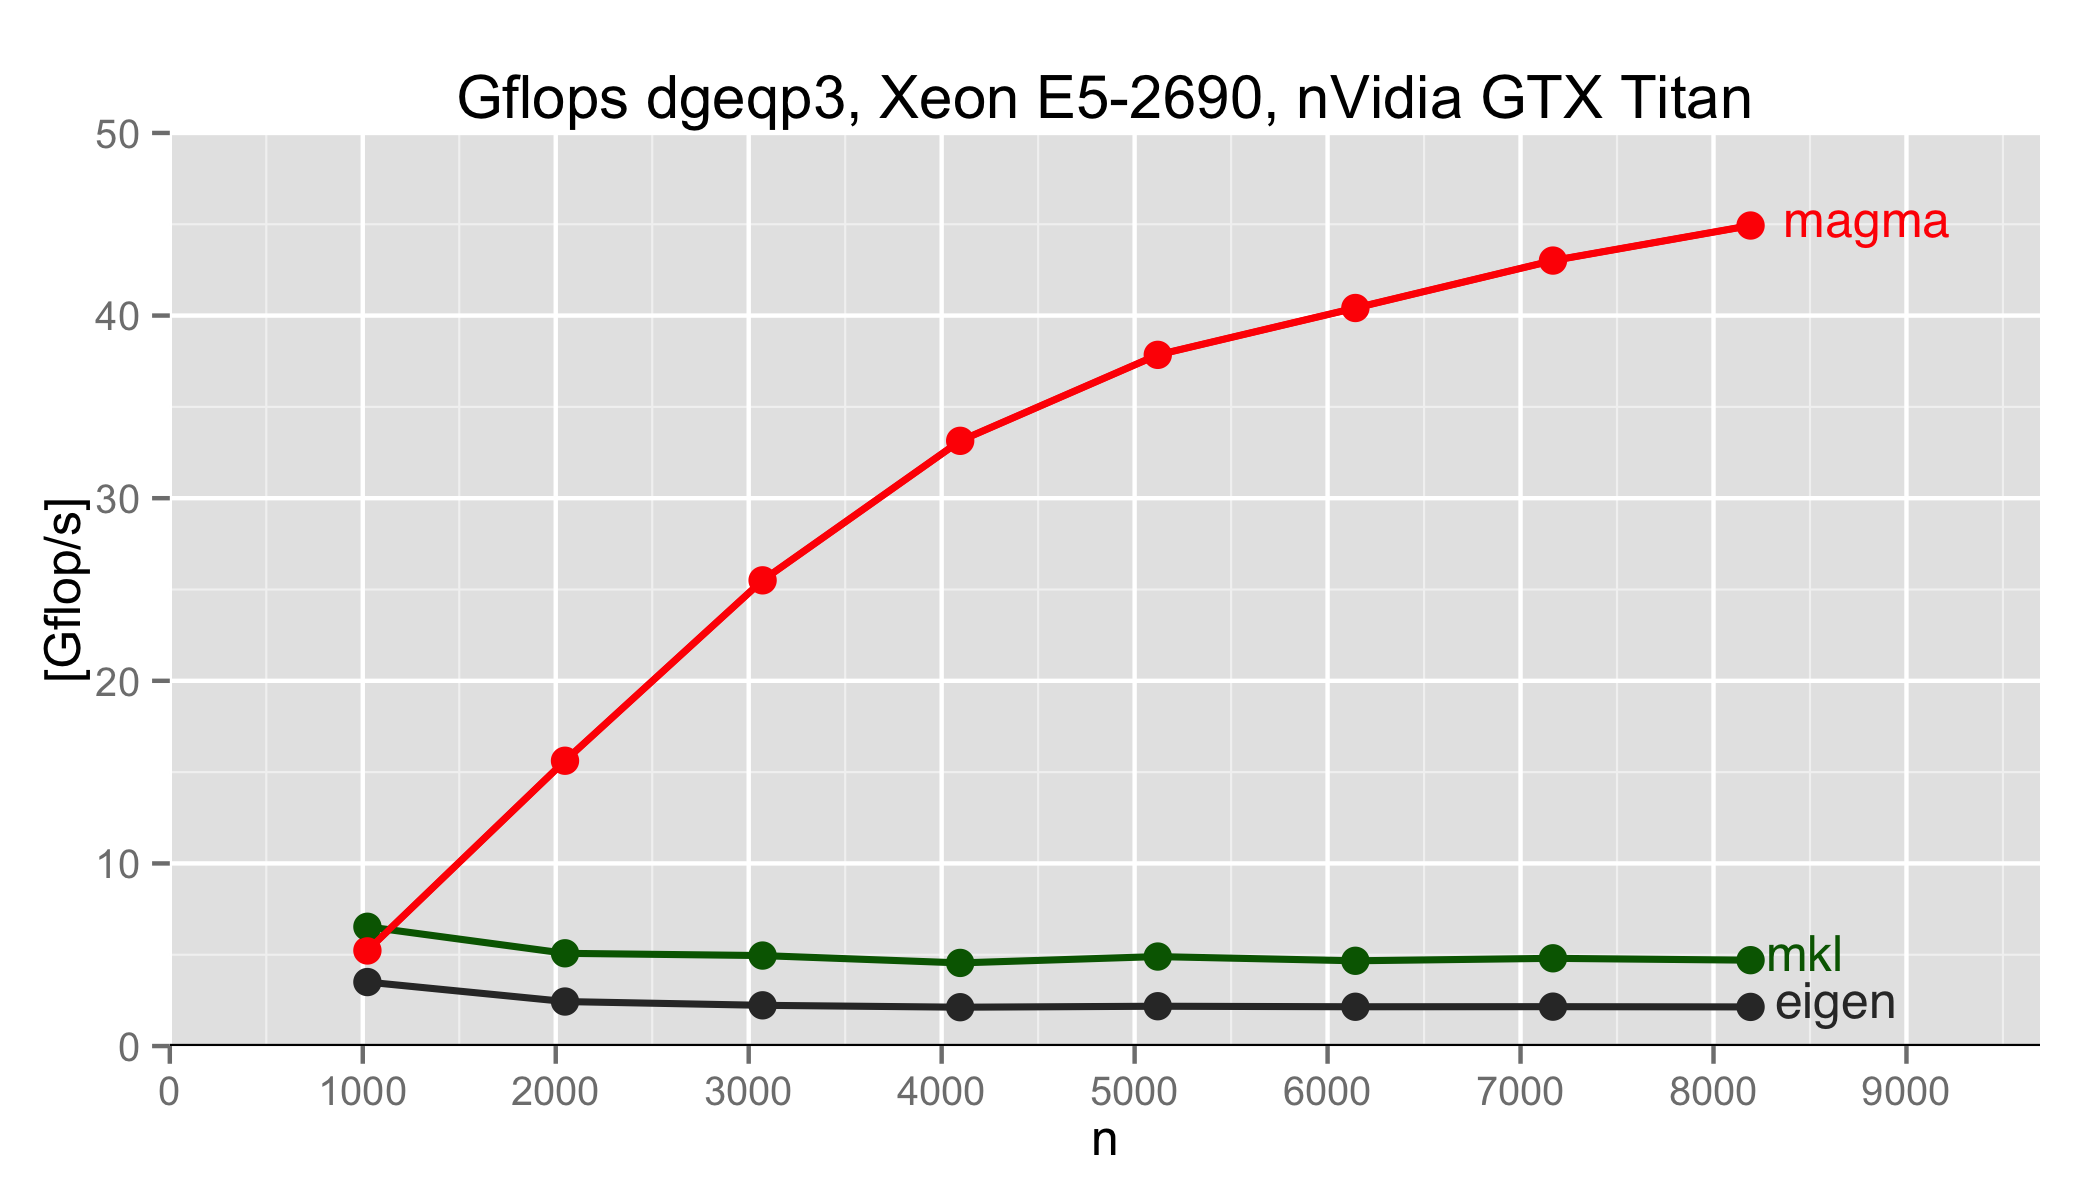 Gflops dgeqp3, Xeon E5-2690, nVidia GTX Titan
50
40
30
20
10
0
[Gflop/s]
magma
mkl
eigen
0 1000 2000 3000 4000 5000 6000 7000 8000 9000
n